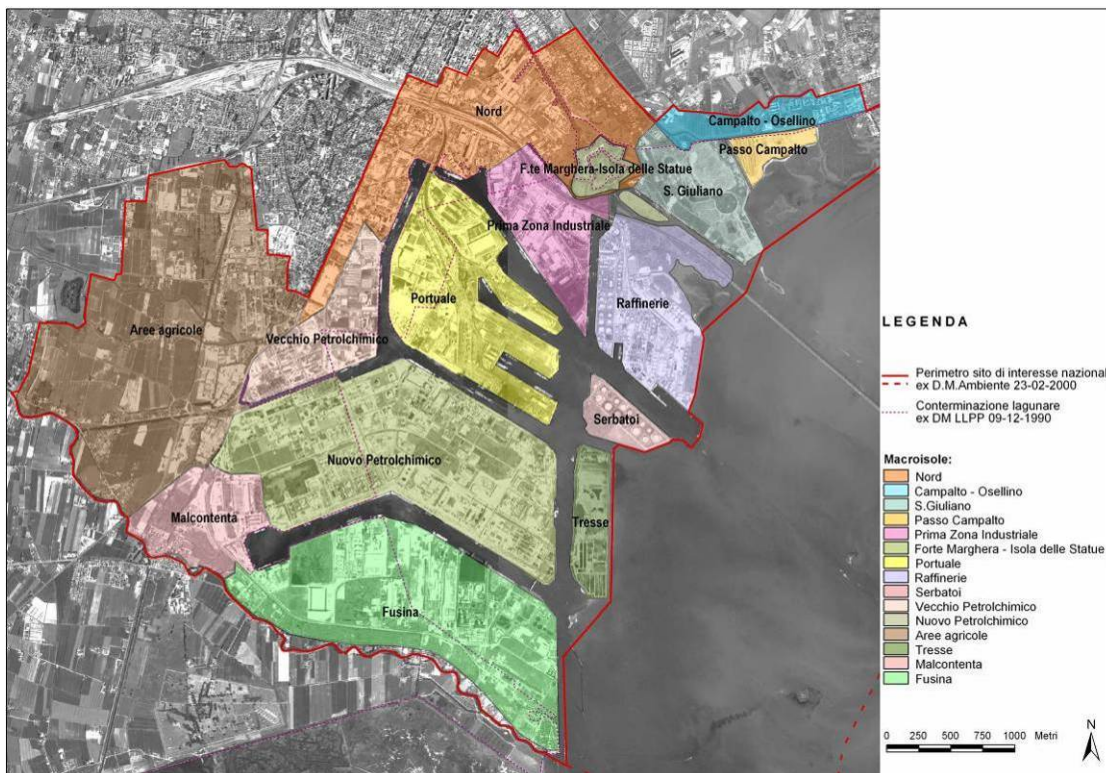 Nord
Campalto - Osellino
Passo Campalto
F.te Marghera-Isola delle Statue
S. Giuliano
Prima Zona Industriale
Portuale
Raffinerie
Aree agricole
Vecchio Petrolchimico
Serbatoi
Nuovo Petrolchimico
Tresse
Malcontenta
Fusina
LEGENDA
Perimetro sito di interesse nazionale
ex D.M.Ambiente 23-02-2000
Conterminazione lagunare
ex DM LLPP 09-12-1990
Macroisole:
Nord
Campalto - Osellino
S.Giuliano
Passo Campalto
Prima Zona Industriale
Forte Marghera - Isola delle Statue
Portuale
Raffinerie
Serbatoi
Vecchio Petrolchimico
Nuovo Petrolchimico
Aree agricole
Tresse
Malcontenta
Fusina
0 250 500 1000 Metri
N